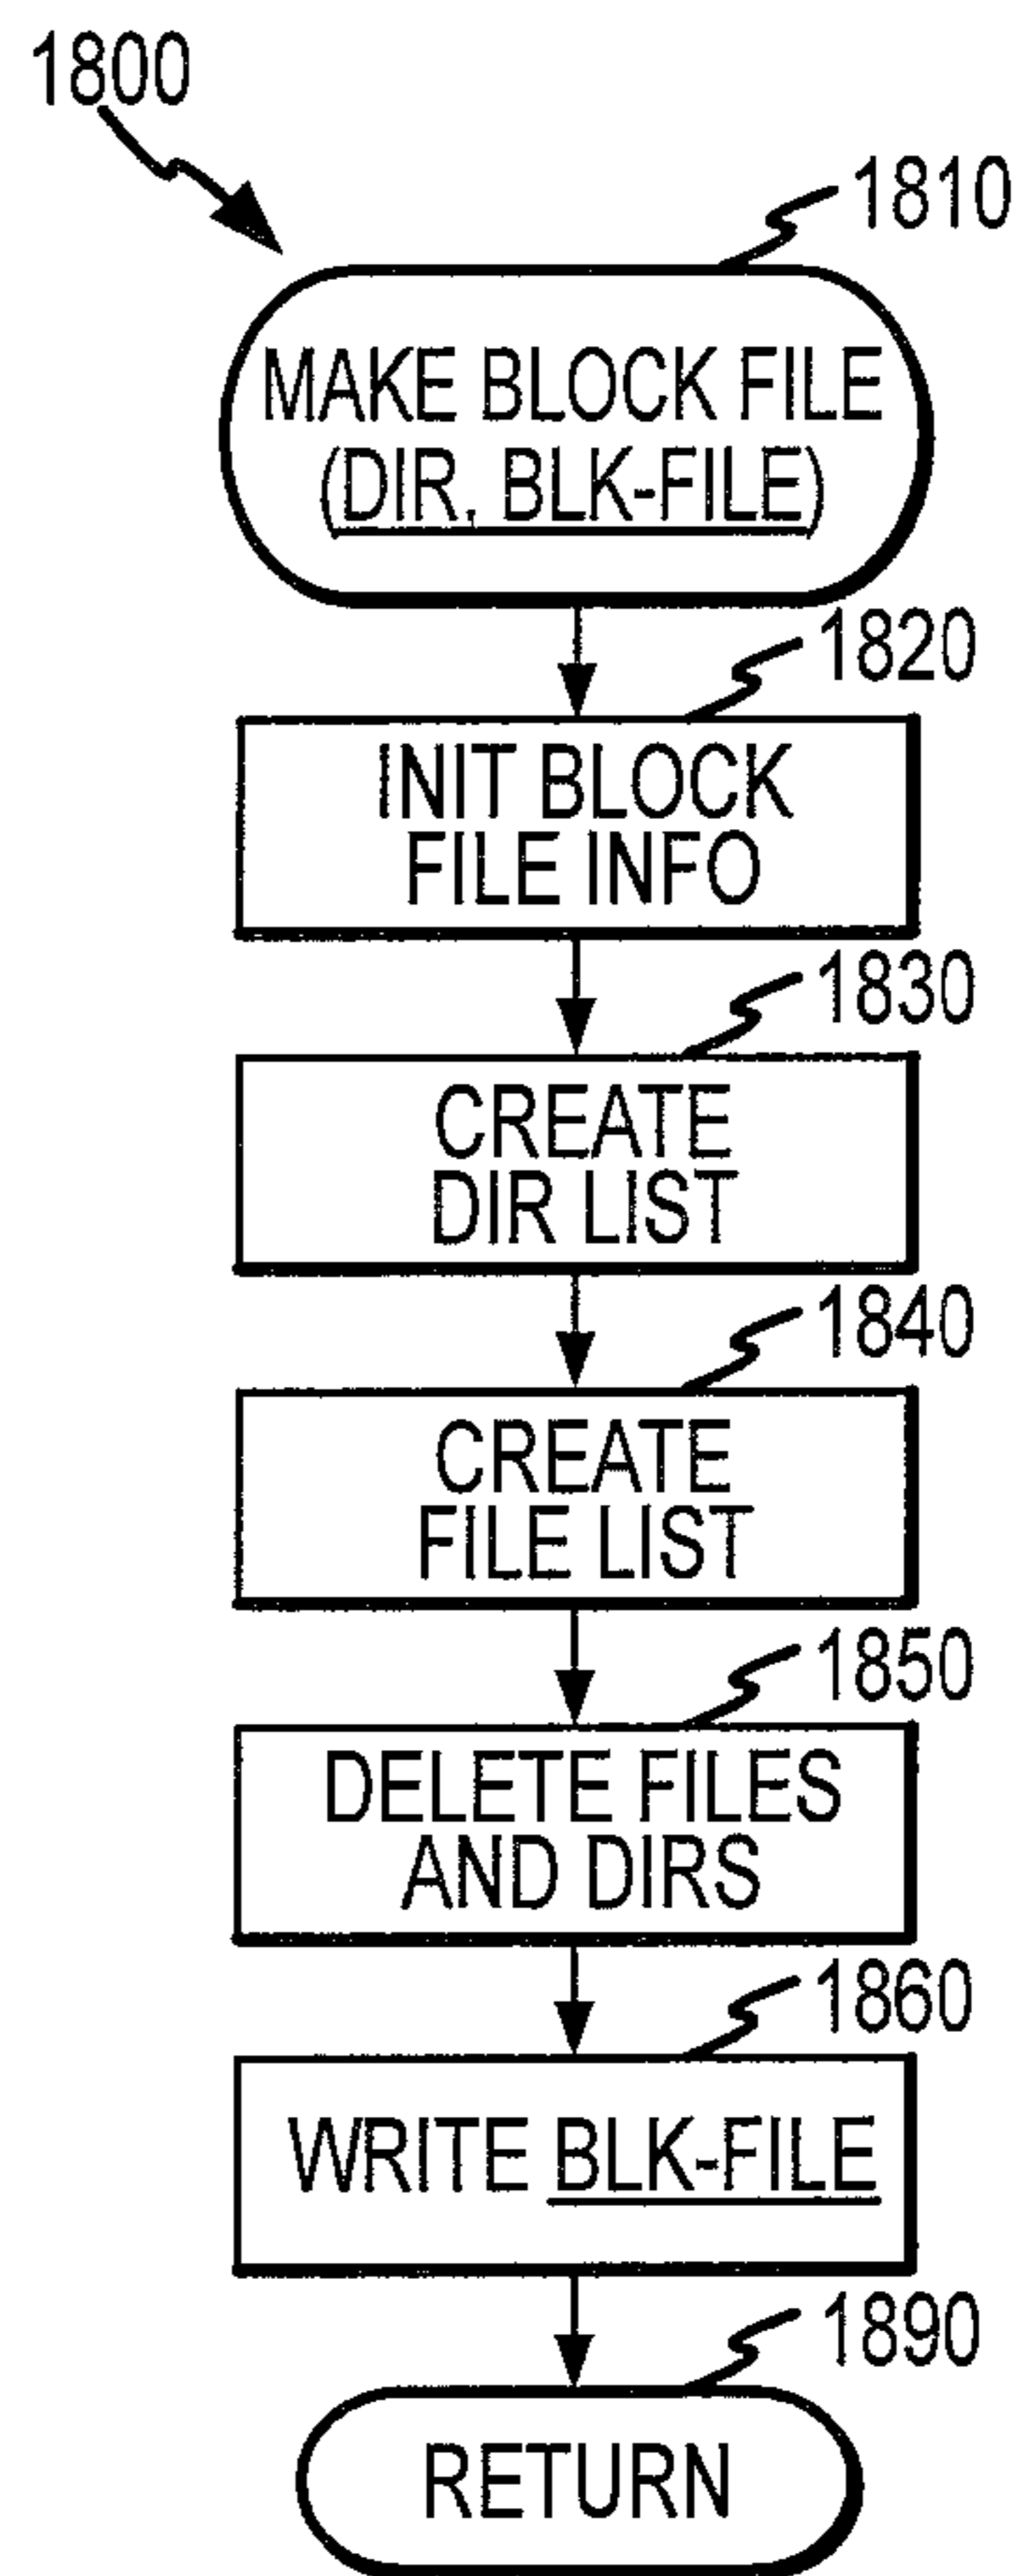 1800
1810
MAKE BLOCK FILE
(DIR, BLK-FILE)
1820
INIT BLOCK
FILE INFO
1830
CREATE
DIR LIST
1840
CREATE
FILE LIST
1850
DELETE FILES
AND DIRS
1860
WRITE BLK-FILE
1890
RETURN